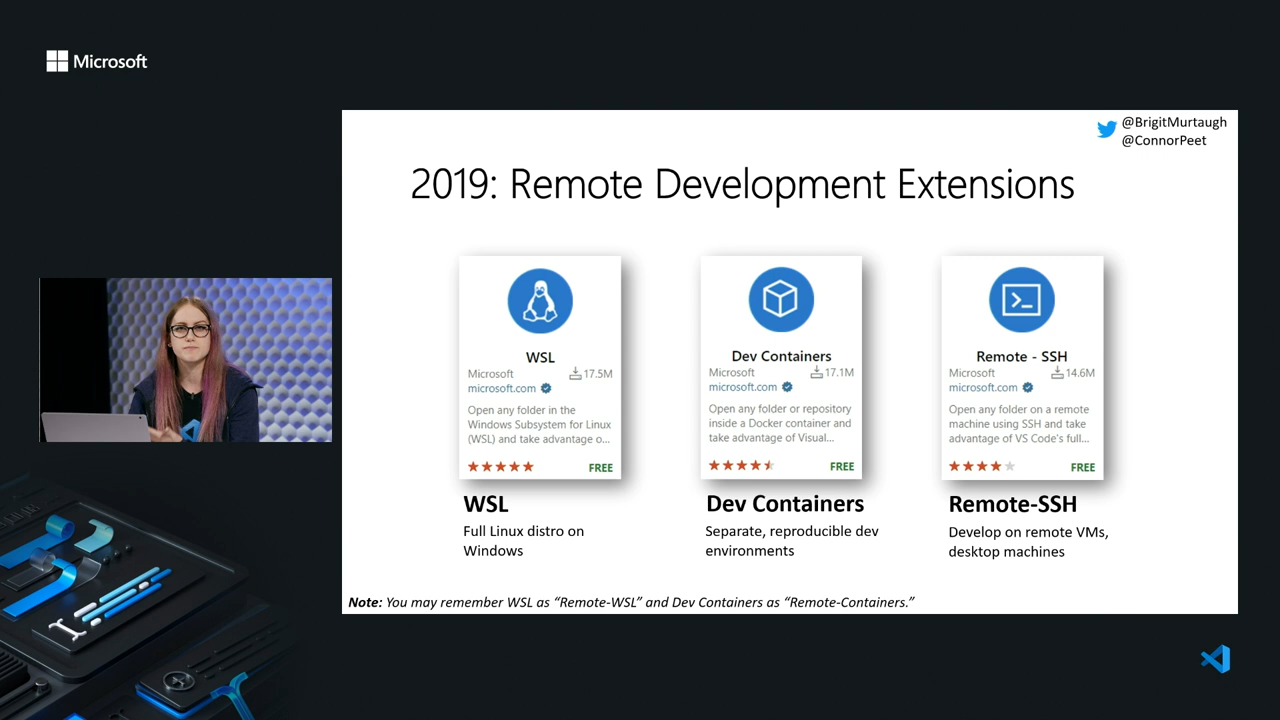 Microsoft
@BrigitMurtaugh
@ConnorPeet
2019: Remote Development Extensions
WSL
Microsoft 17.5M
microsoft.com
Open any folder in the
Windows Subsystem for Linux
(WSL) and take advantage o...
FREE
WSL
Full Linux distro on
Windows
Dev Containers
Microsoft 17.1M
microsoft.com
Open any folder or repository
inside a Docker container and
take advantage of Visual...
FREE
Dev Containers
Separate, reproducible dev
environments
Remote - SSH
Microsoft 14.6M
microsoft.com
Open any folder on a remote
machine using SSH and take
advantage of VS Code's full...
FREE
Remote-SSH
Develop on remote VMs,
desktop machines
Note: You may remember WSL as “Remote-WSL” and Dev Containers as “Remote-Containers.”